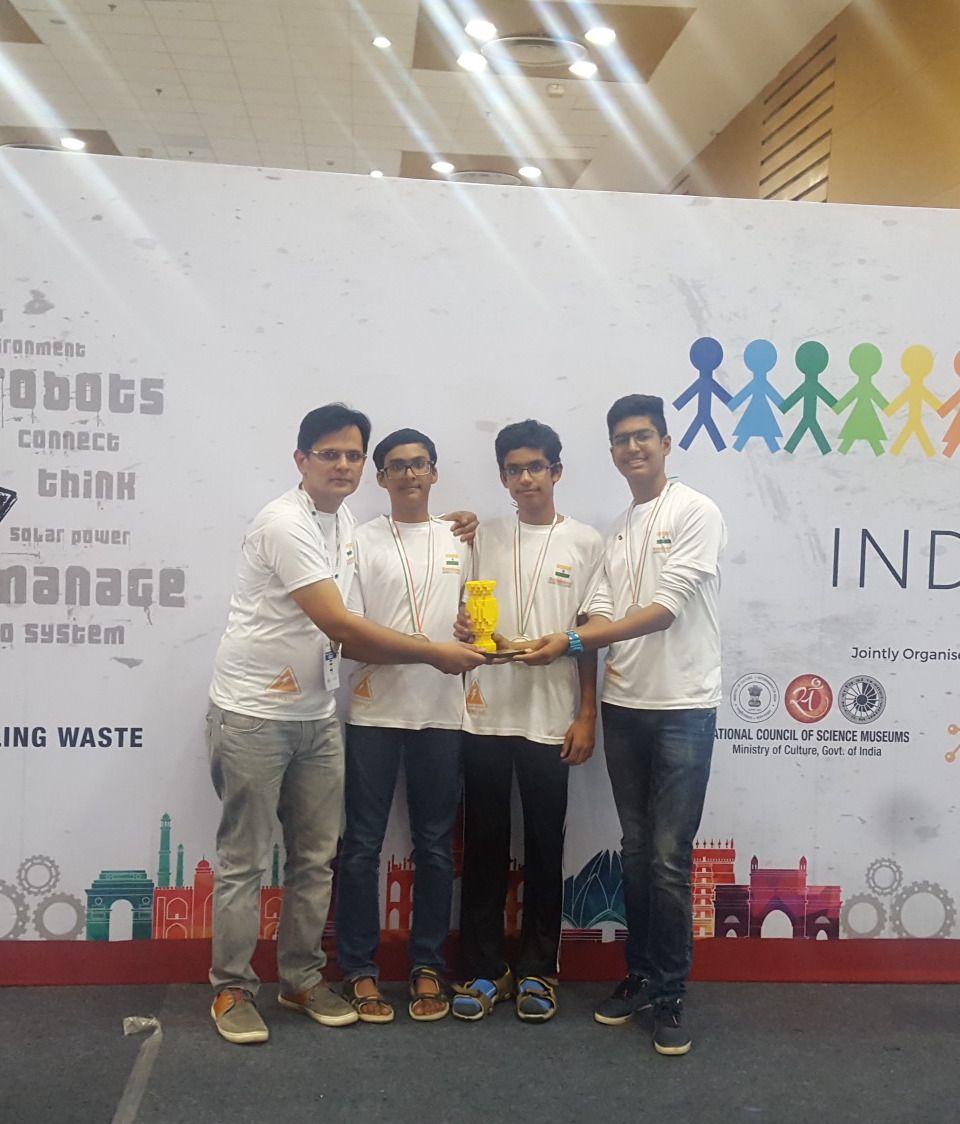 ironment
robots
connect
think
solar power
manage
o system
LING WASTE
IND
Jointly Organise
ATIONAL COUNCIL OF SCIENCE MUSEUMS
Ministry of Culture, Govt. of India